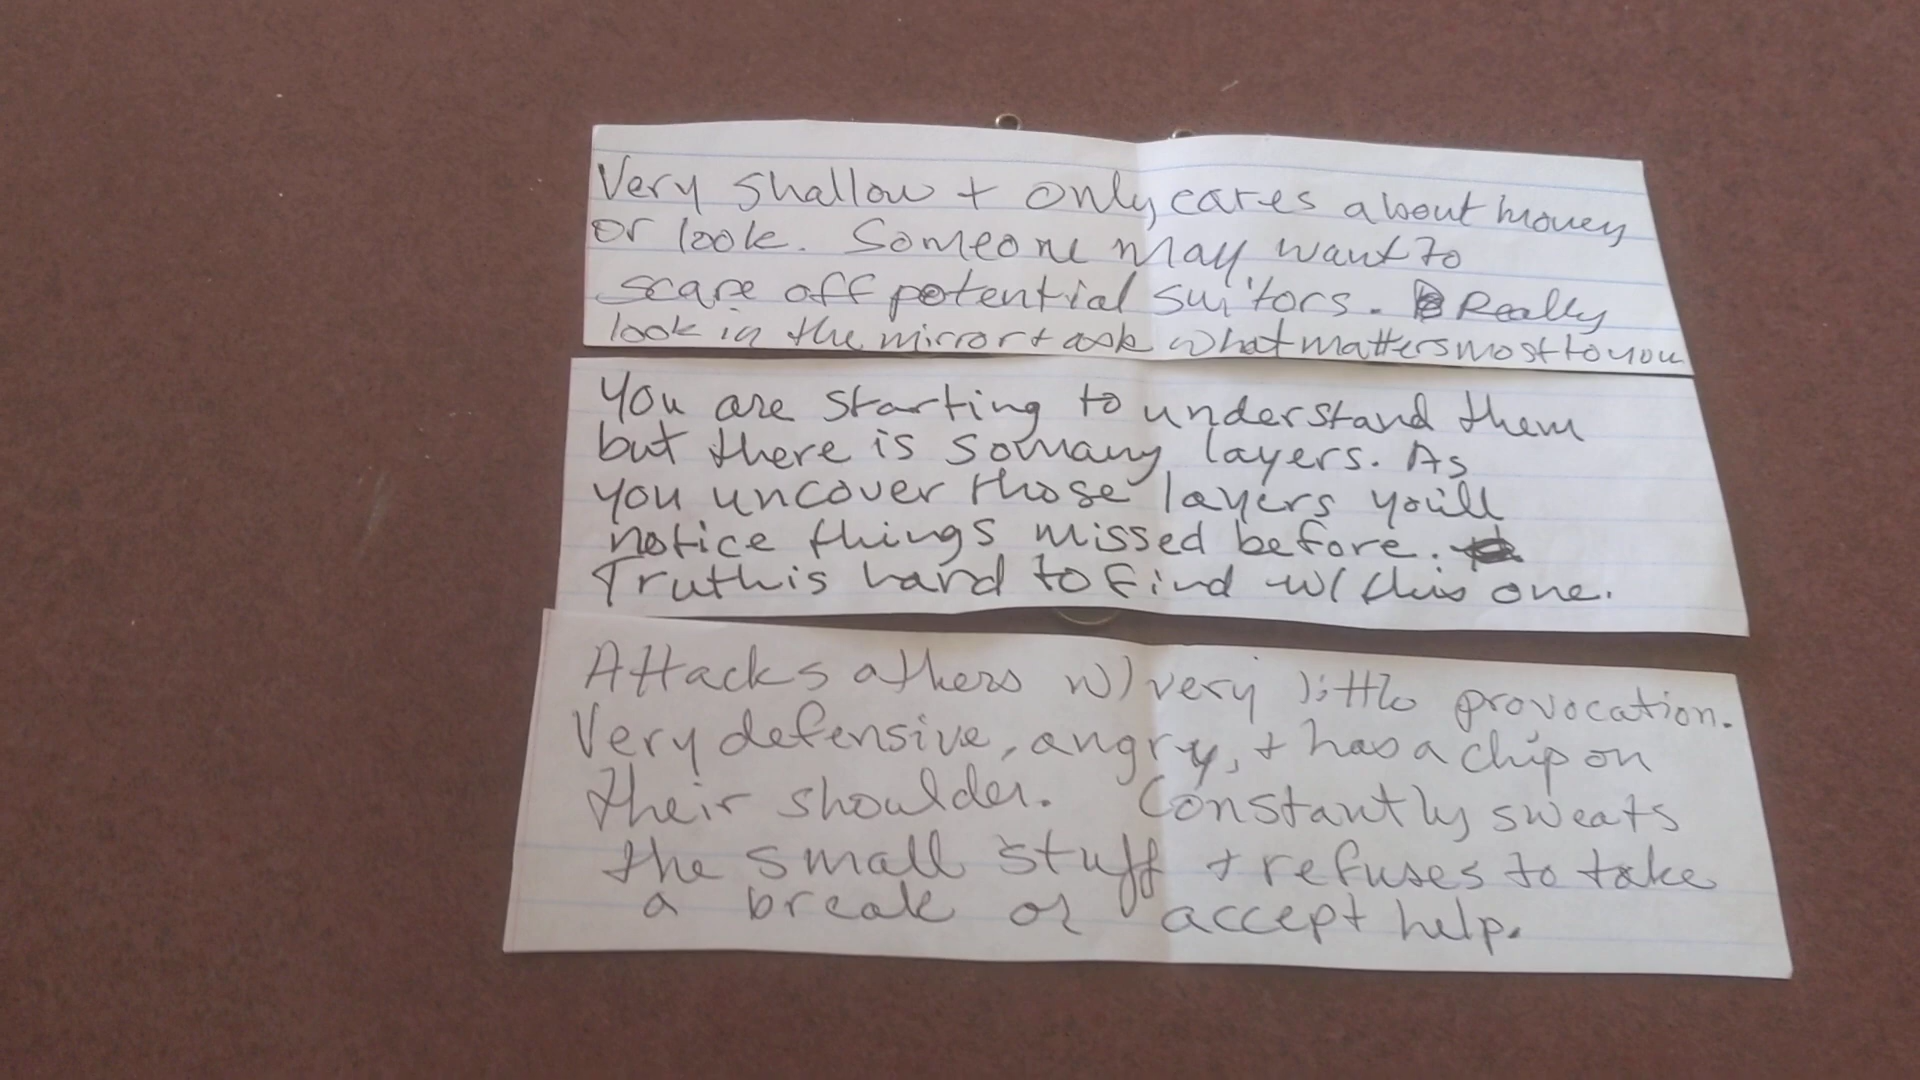 Very shallow + only cares about money
or look. Someone may want to
scare off potential suitors. Really
look in the mirror + ask what matters most to you
You are starting to understand them
but there is so many layers. As
you uncover those layers you'll
notice things missed before.
Truth is hard to find w/ this one.
Attacks others w/ very little provocation.
Very defensive, angry, + has a chip on
their shoulder. Constantly sweats
the small stuff + refuses to take
a break or accept help.